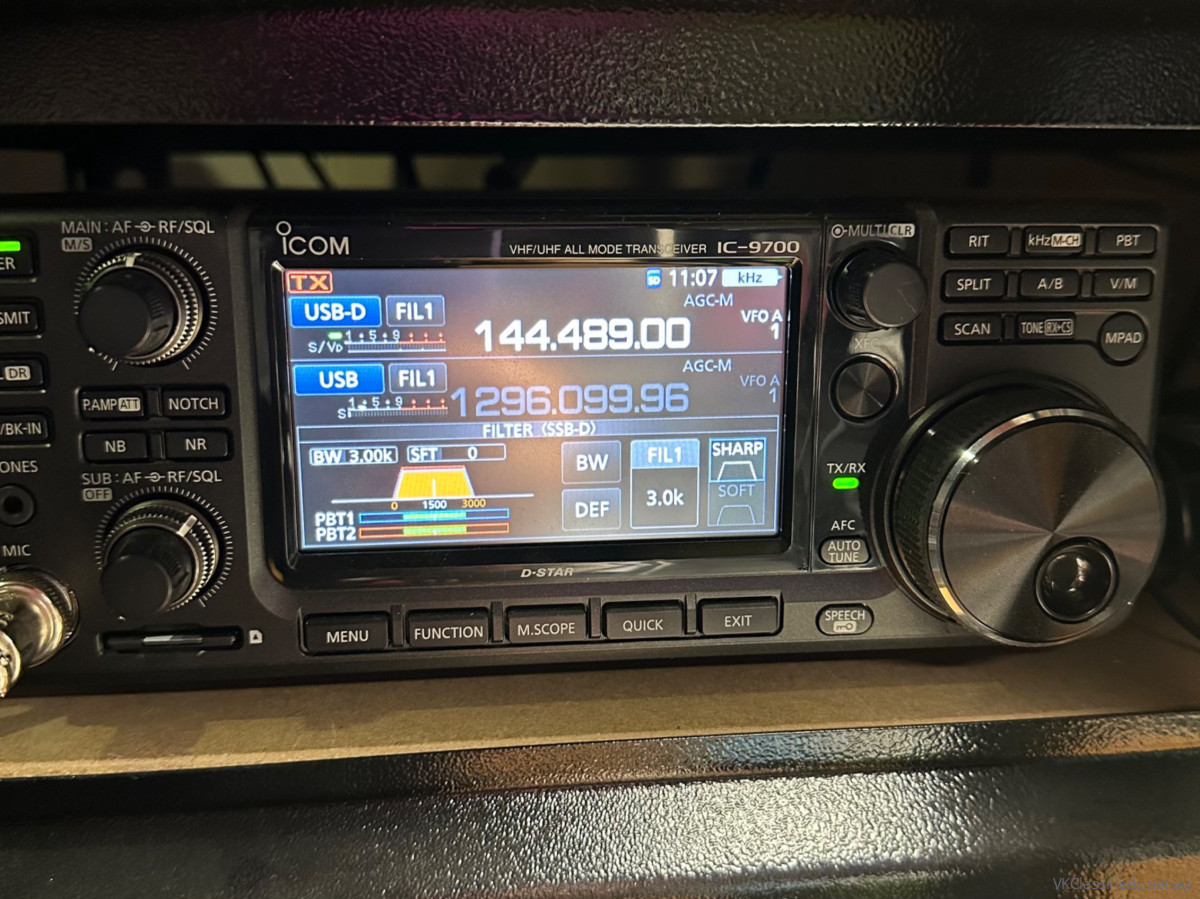 MAIN : AF RF/SQL
M/S
ER
SMIT
DR
/BK-IN
ONES
MIC
P.AMP ATT
NOTCH
NB
NR
SUB : AF RF/SQL
OFF
ICOM
VHF/UHF ALL MODE TRANSCEIVER IC-9700
TX
11:07
kHz
USB-D
FIL1
AGC-M
144.489.00
VFO A
1
S/VD
1 5 9
USB
FIL1
AGC-M
1296.099.96
VFO A
1
S
1 5 9
FILTER (SSB-D)
BW 3.00k
SFT 0
0 1500 3000
PBT1
PBT2
BW
DEF
FIL1
3.0k
SHARP
SOFT
D-STAR
MENU
FUNCTION
M.SCOPE
QUICK
EXIT
MULTI CLR
XFC
TX/RX
AFC
AUTO
TUNE
SPEECH
RIT
kHz M-CH
PBT
SPLIT
A/B
V/M
SCAN
TONE RX→CS
MPAD